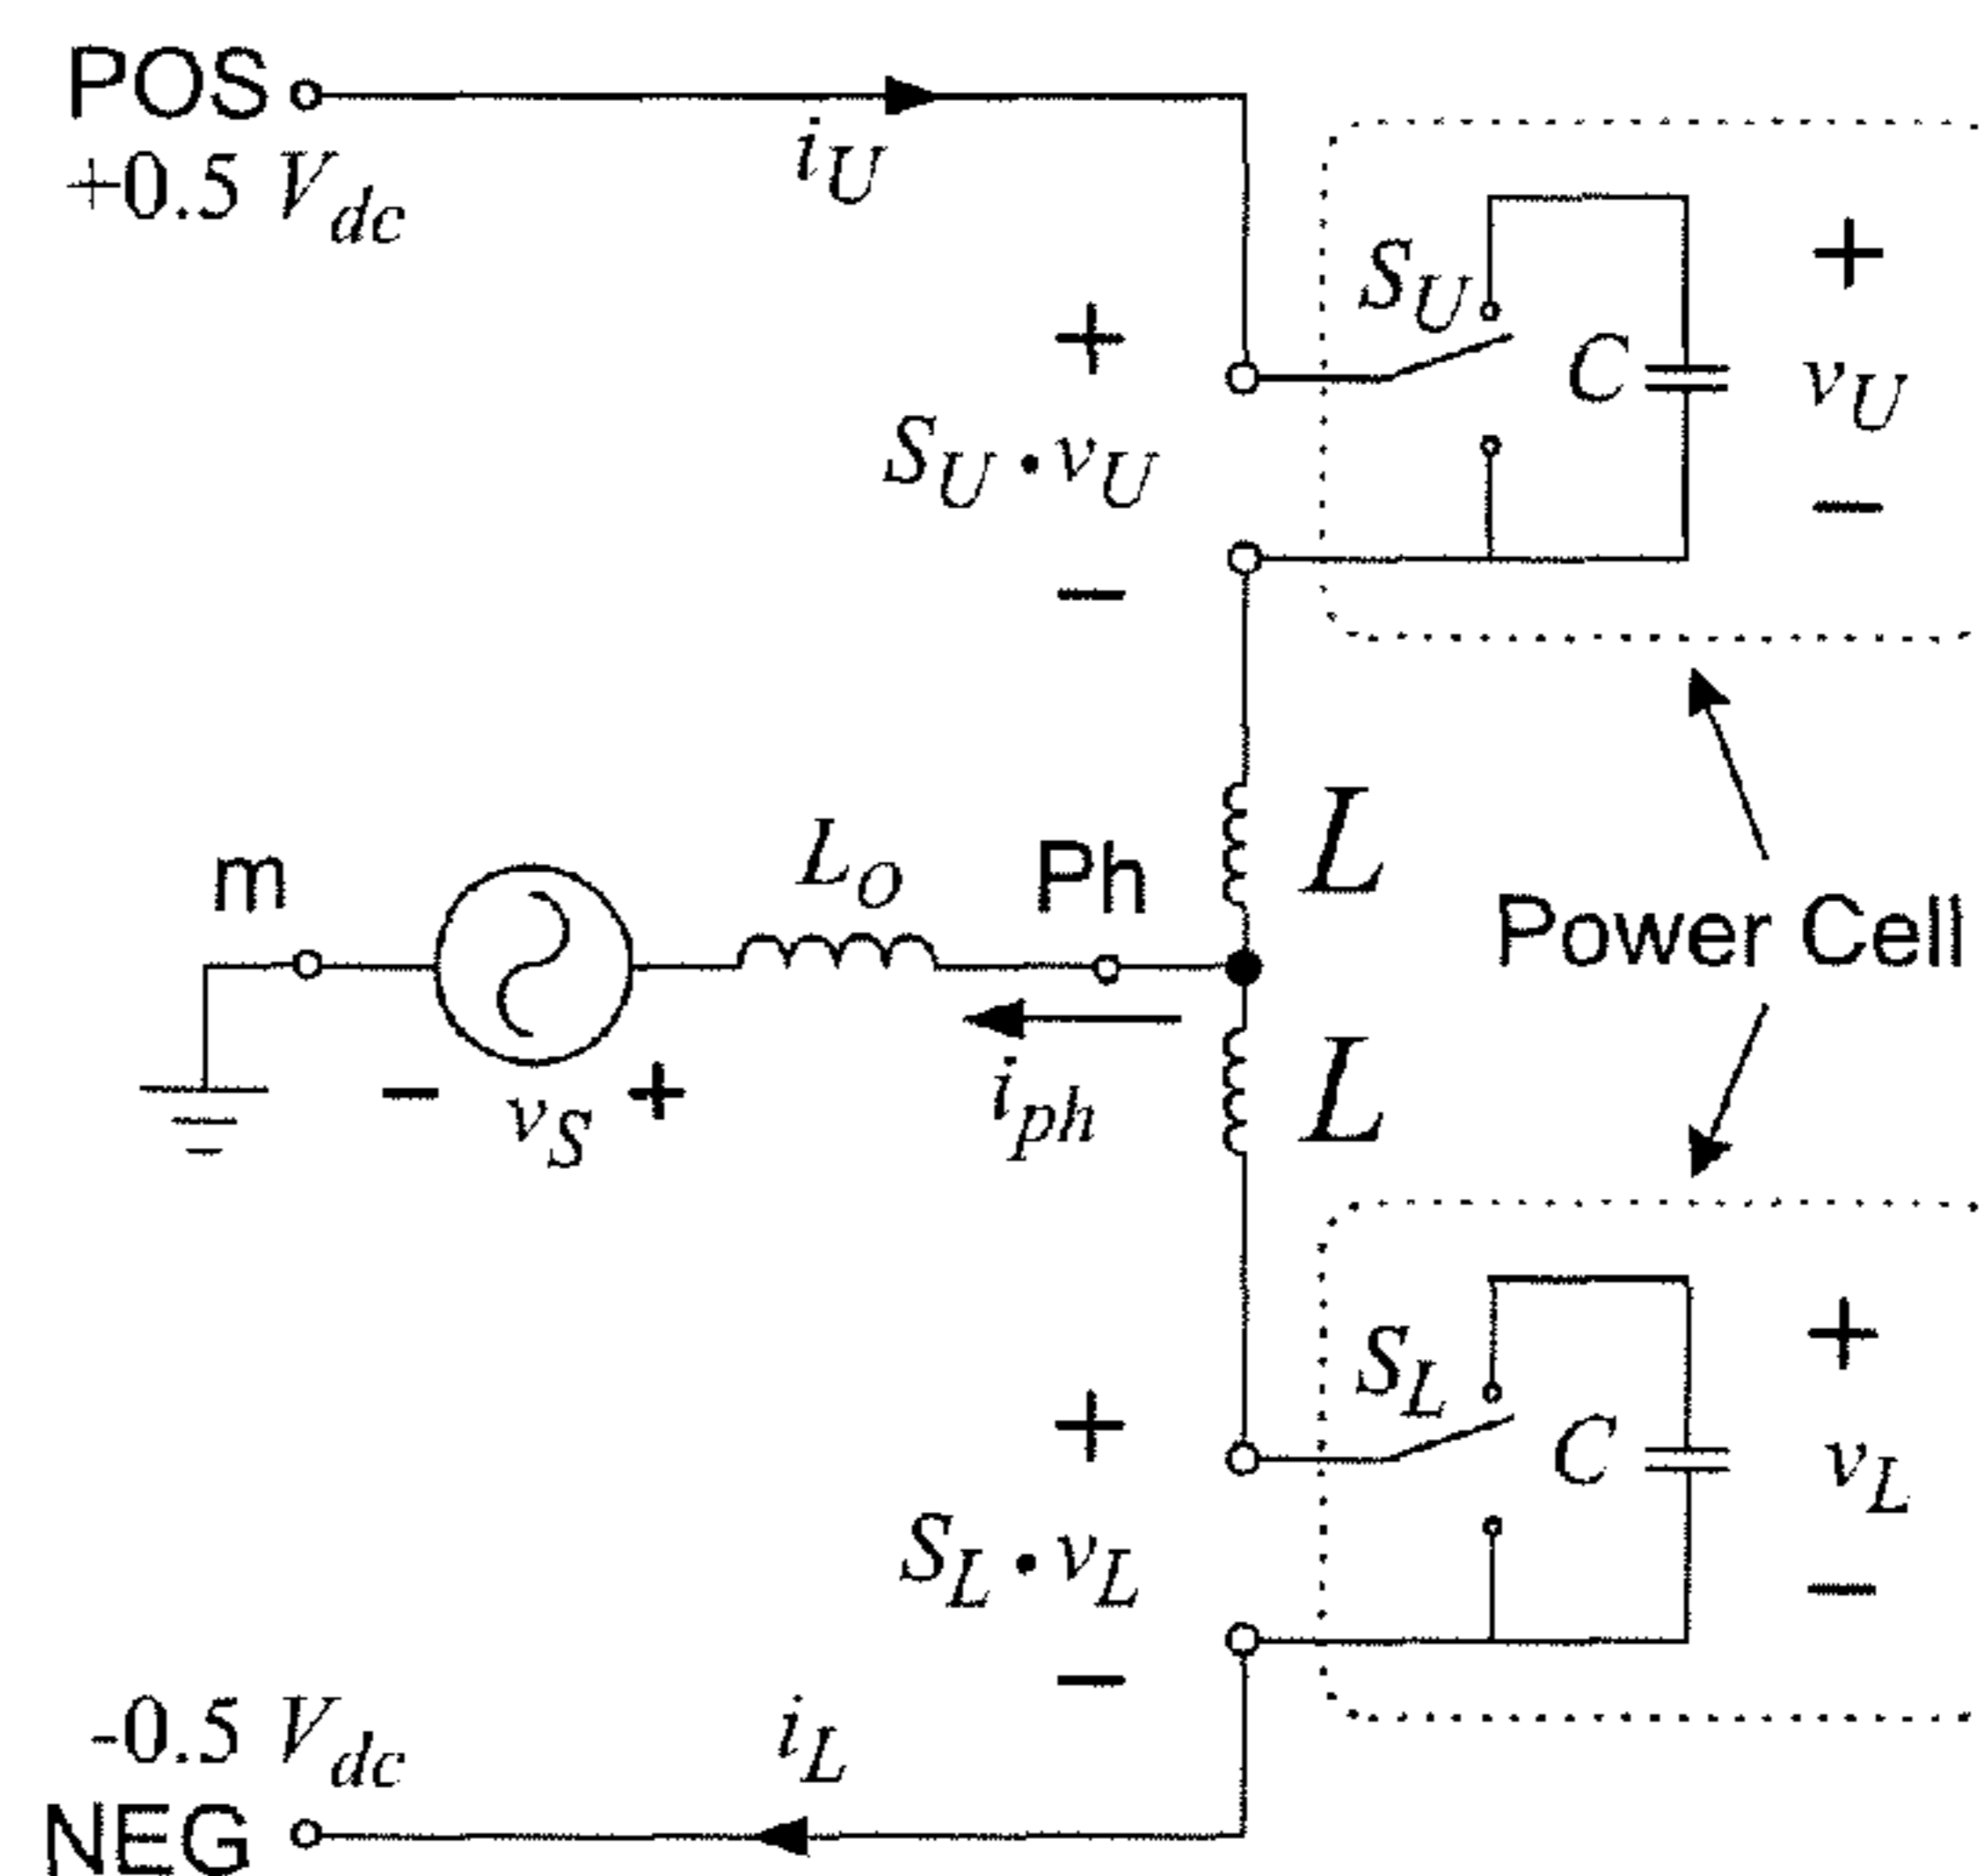 POS
+0.5 V_dc
i_U
+
S_U
+
C
v_U
S_U · v_U
−
−
L
m
L_O
Ph
Power Cell
− v_S +
i_ph
L
+
S_L
+
C
v_L
S_L · v_L
−
−
-0.5 V_dc
i_L
NEG